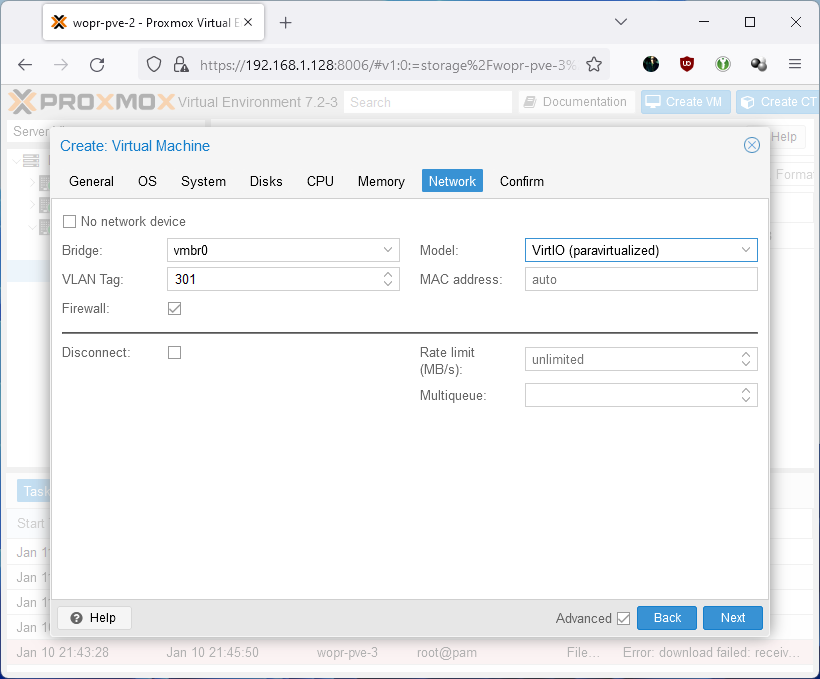 wopr-pve-2 - Proxmox Virtual E
https://192.168.1.128:8006/#v1:0:=storage%2Fwopr-pve-3%
PROXMOX Virtual Environment 7.2-3 Search Documentation Create VM Create CT
Server
Help
Create: Virtual Machine
General OS System Disks CPU Memory Network Confirm
Forma
No network device
Bridge: vmbr0 Model: VirtIO (paravirtualized)
VLAN Tag: 301 MAC address: auto
Firewall:
Disconnect: Rate limit
(MB/s): unlimited
Multiqueue:
Task
Start
Jan 1
Jan 1
Jan 1
Jan 1
Help Advanced Back Next
Jan 10 21:43:28 Jan 10 21:45:50 wopr-pve-3 root@pam File... Error: download failed: receiv...